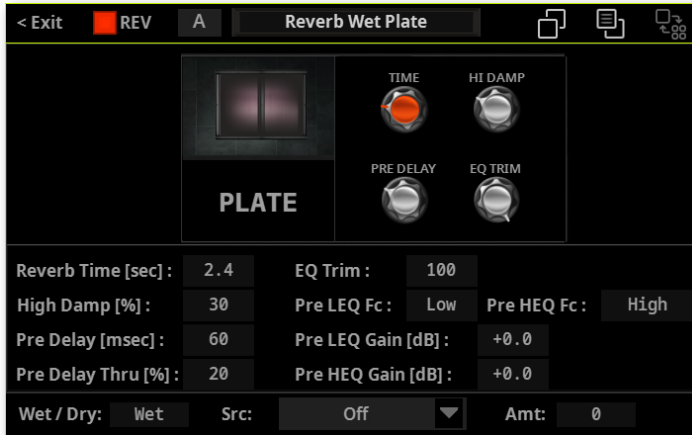 < Exit REV A Reverb Wet Plate
TIME HI DAMP
PRE DELAY EQ TRIM
PLATE
Reverb Time [sec] : 2.4 EQ Trim : 100
High Damp [%] : 30 Pre LEQ Fc : Low Pre HEQ Fc : High
Pre Delay [msec] : 60 Pre LEQ Gain [dB] : +0.0
Pre Delay Thru [%] : 20 Pre HEQ Gain [dB] : +0.0
Wet / Dry: Wet Src: Off Amt: 0